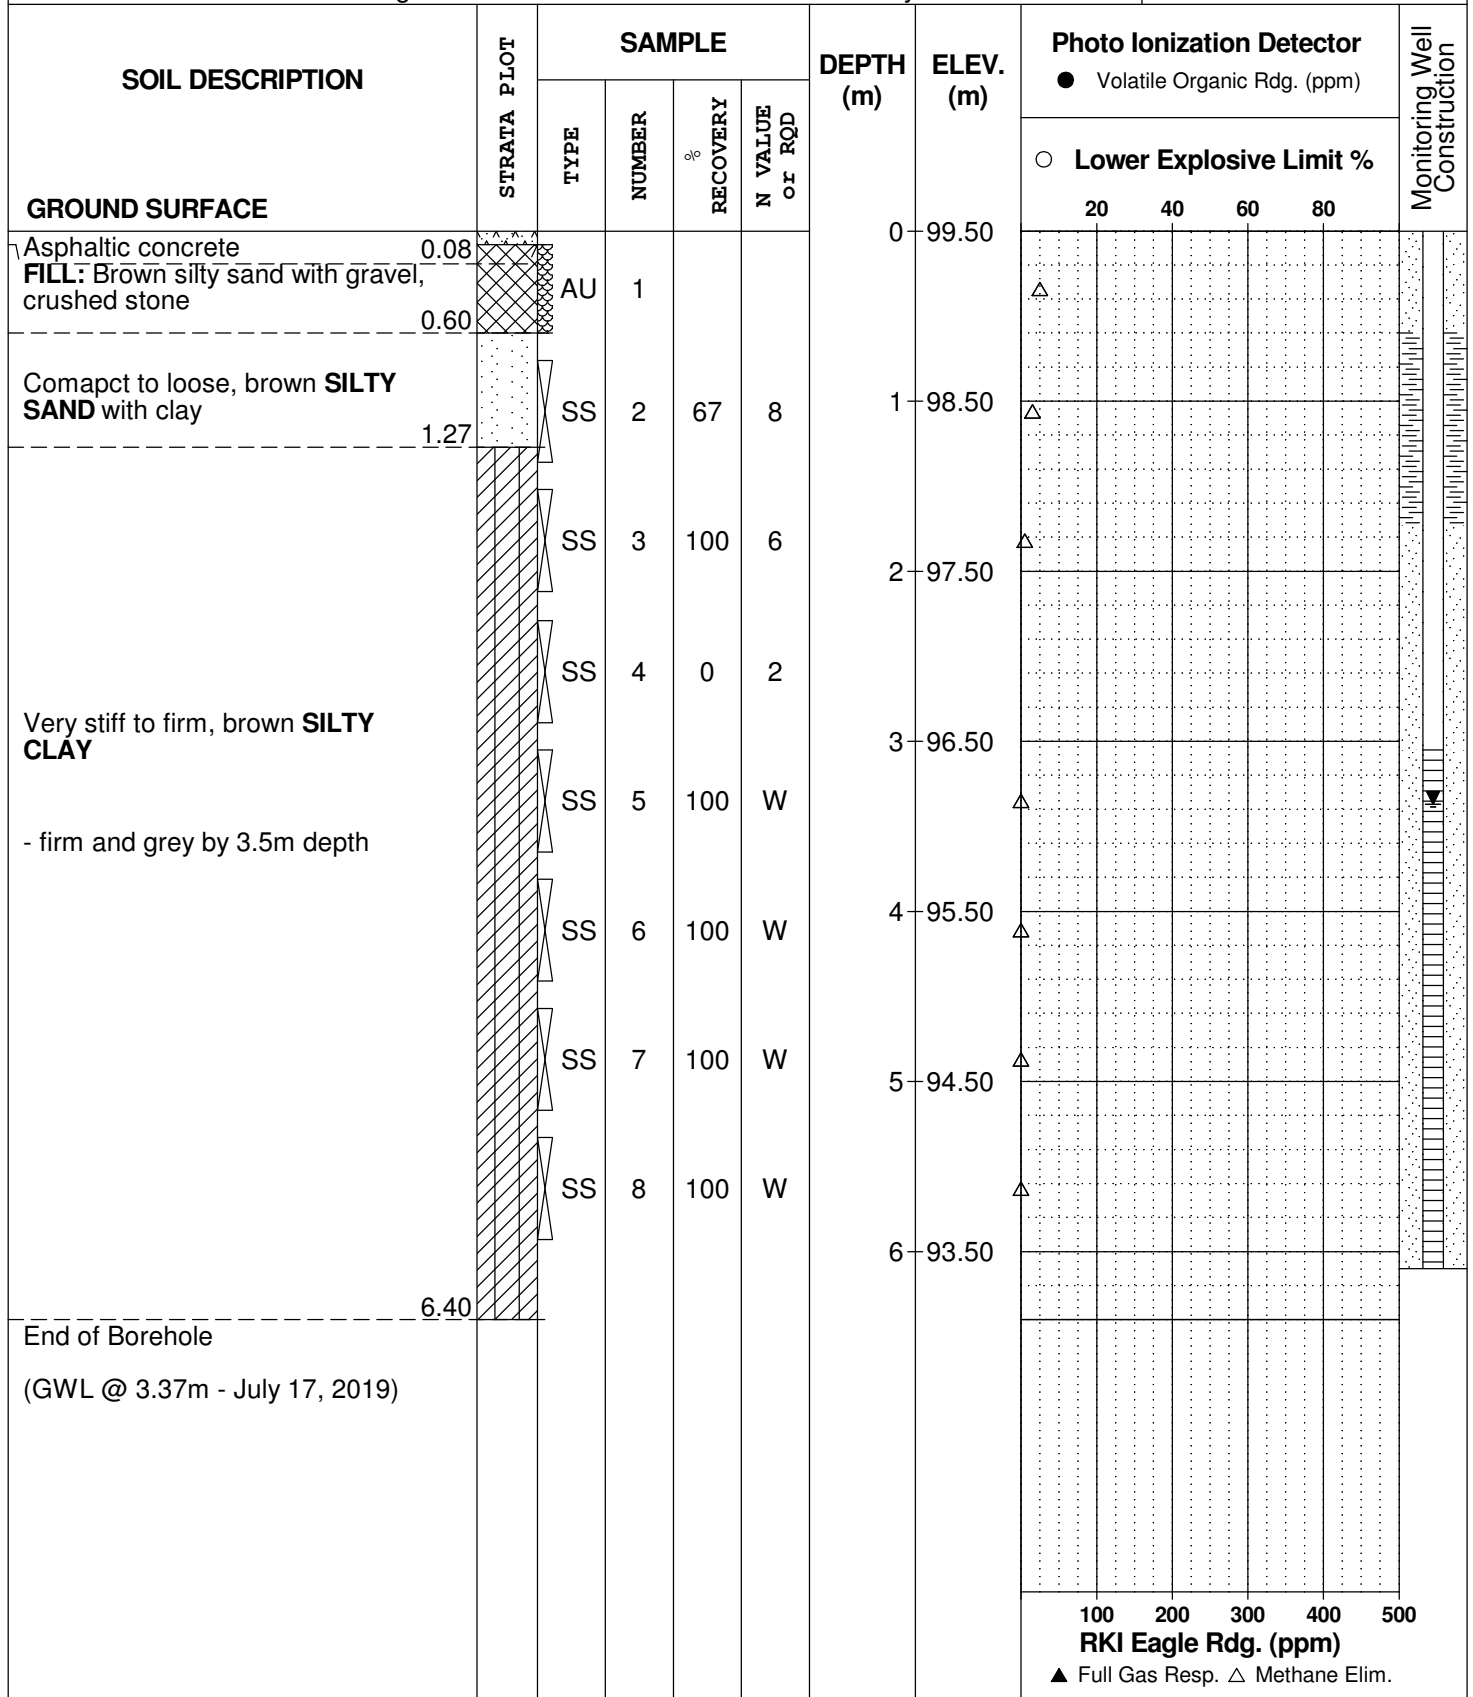 SOIL DESCRIPTION
GROUND SURFACE
STRATA PLOT
SAMPLE
TYPE
NUMBER
%
RECOVERY
N VALUE
or RQD
DEPTH
(m)
ELEV.
(m)
Photo Ionization Detector
● Volatile Organic Rdg. (ppm)
○ Lower Explosive Limit %
20 40 60 80
Monitoring Well
Construction
0 99.50
Asphaltic concrete 0.08
FILL: Brown silty sand with gravel,
crushed stone
0.60
AU 1
Comapct to loose, brown SILTY
SAND with clay
1.27
SS 2 67 8
1 98.50
SS 3 100 6
2 97.50
SS 4 0 2
Very stiff to firm, brown SILTY
CLAY
3 96.50
SS 5 100 W
- firm and grey by 3.5m depth
4 95.50
SS 6 100 W
SS 7 100 W
5 94.50
SS 8 100 W
6 93.50
6.40
End of Borehole
(GWL @ 3.37m - July 17, 2019)
100 200 300 400 500
RKI Eagle Rdg. (ppm)
▲ Full Gas Resp. △ Methane Elim.